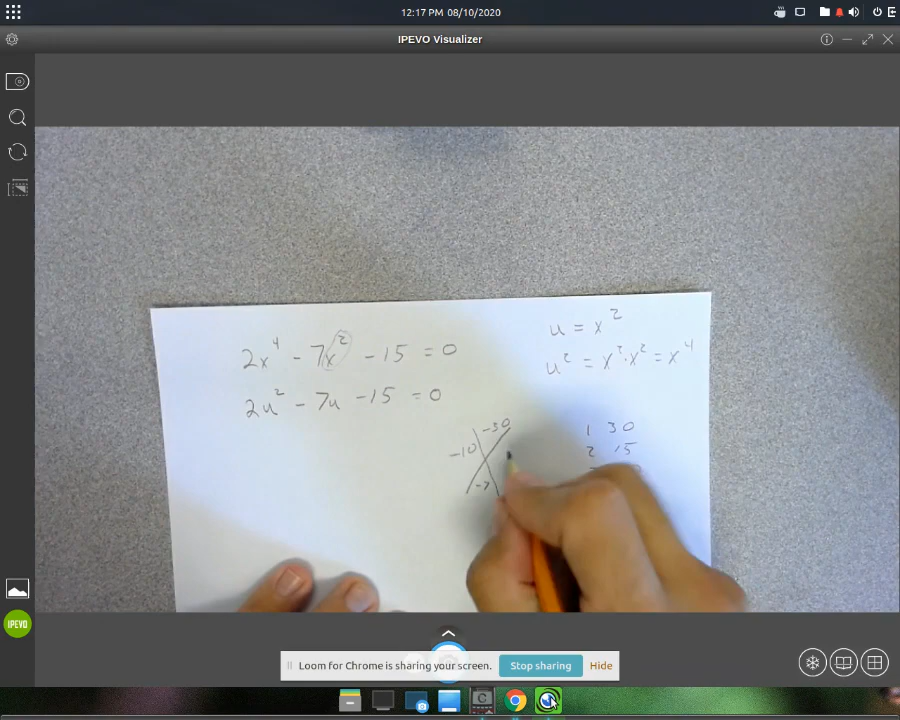 12:17 PM 08/10/2020
IPEVO Visualizer
2x⁴ - 7x² - 15 = 0
2u² - 7u - 15 = 0
u = x²
u² = x²·x² = x⁴
-30
-10
-7
1 30
2 15
IPEVO
Loom for Chrome is sharing your screen.
Stop sharing
Hide